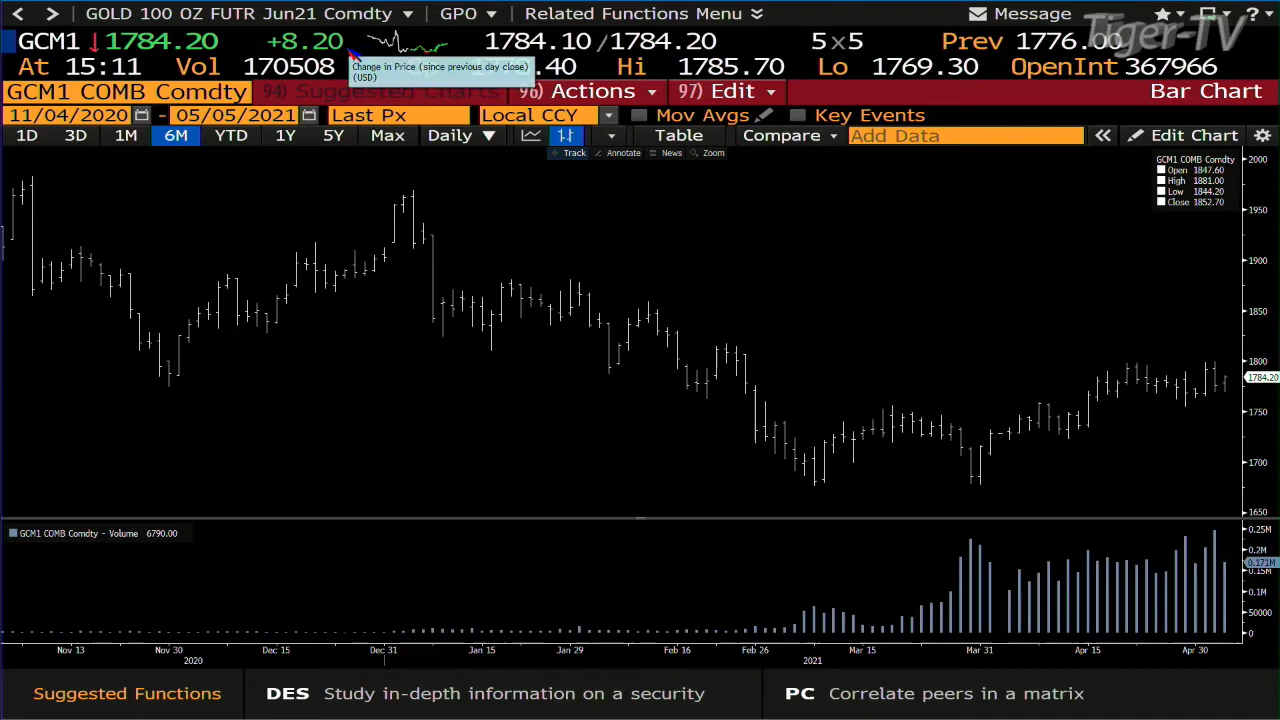 GOLD 100 OZ FUTR Jun21 Comdty GPO Related Functions Menu Message
Tiger-TV
GCM1 1784.20 +8.20 1784.10 /1784.20 5x5 Prev 1776.00
At 15:11 Vol 170508 .40 Hi 1785.70 Lo 1769.30 OpenInt 367966
Change in Price (since previous day close)
(USD)
GCM1 COMB Comdty 94) Suggested Charts 96) Actions 97) Edit Bar Chart
11/04/2020 - 05/05/2021 Last Px Local CCY Mov Avgs Key Events
1D 3D 1M 6M YTD 1Y 5Y Max Daily Table Compare Add Data Edit Chart
Track Annotate News Zoom
GCM1 COMB Comdty
Open 1847.60
High 1881.00
Low 1844.20
Close 1852.70
2000
1950
1900
1850
1800
1784.20
1750
1700
1650
GCM1 COMB Comdty - Volume 6790.00
0.25M
0.2M
0.171M
0.15M
0.1M
50000
0
Nov 13 Nov 30 Dec 15 Dec 31 Jan 15 Jan 29 Feb 16 Feb 26 Mar 15 Mar 31 Apr 15 Apr 30
2020 2021
Suggested Functions DES Study in-depth information on a security PC Correlate peers in a matrix